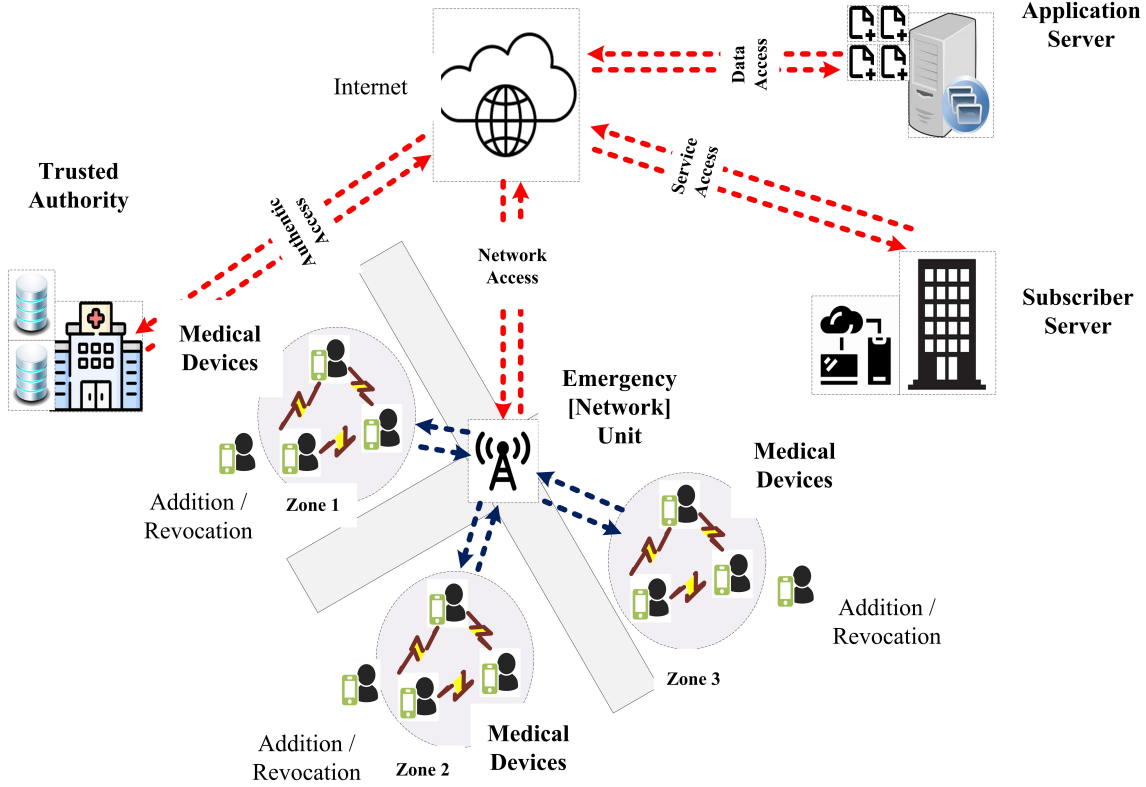 Application
Server
Internet
Data
Access
Service
Access
Trusted
Authority
Authentic
Access
Network
Access
Subscriber
Server
Medical
Devices
Emergency
[Network]
Unit
Medical
Devices
Addition /
Revocation
Zone 1
Addition /
Revocation
Zone 3
Medical
Devices
Addition /
Revocation
Zone 2